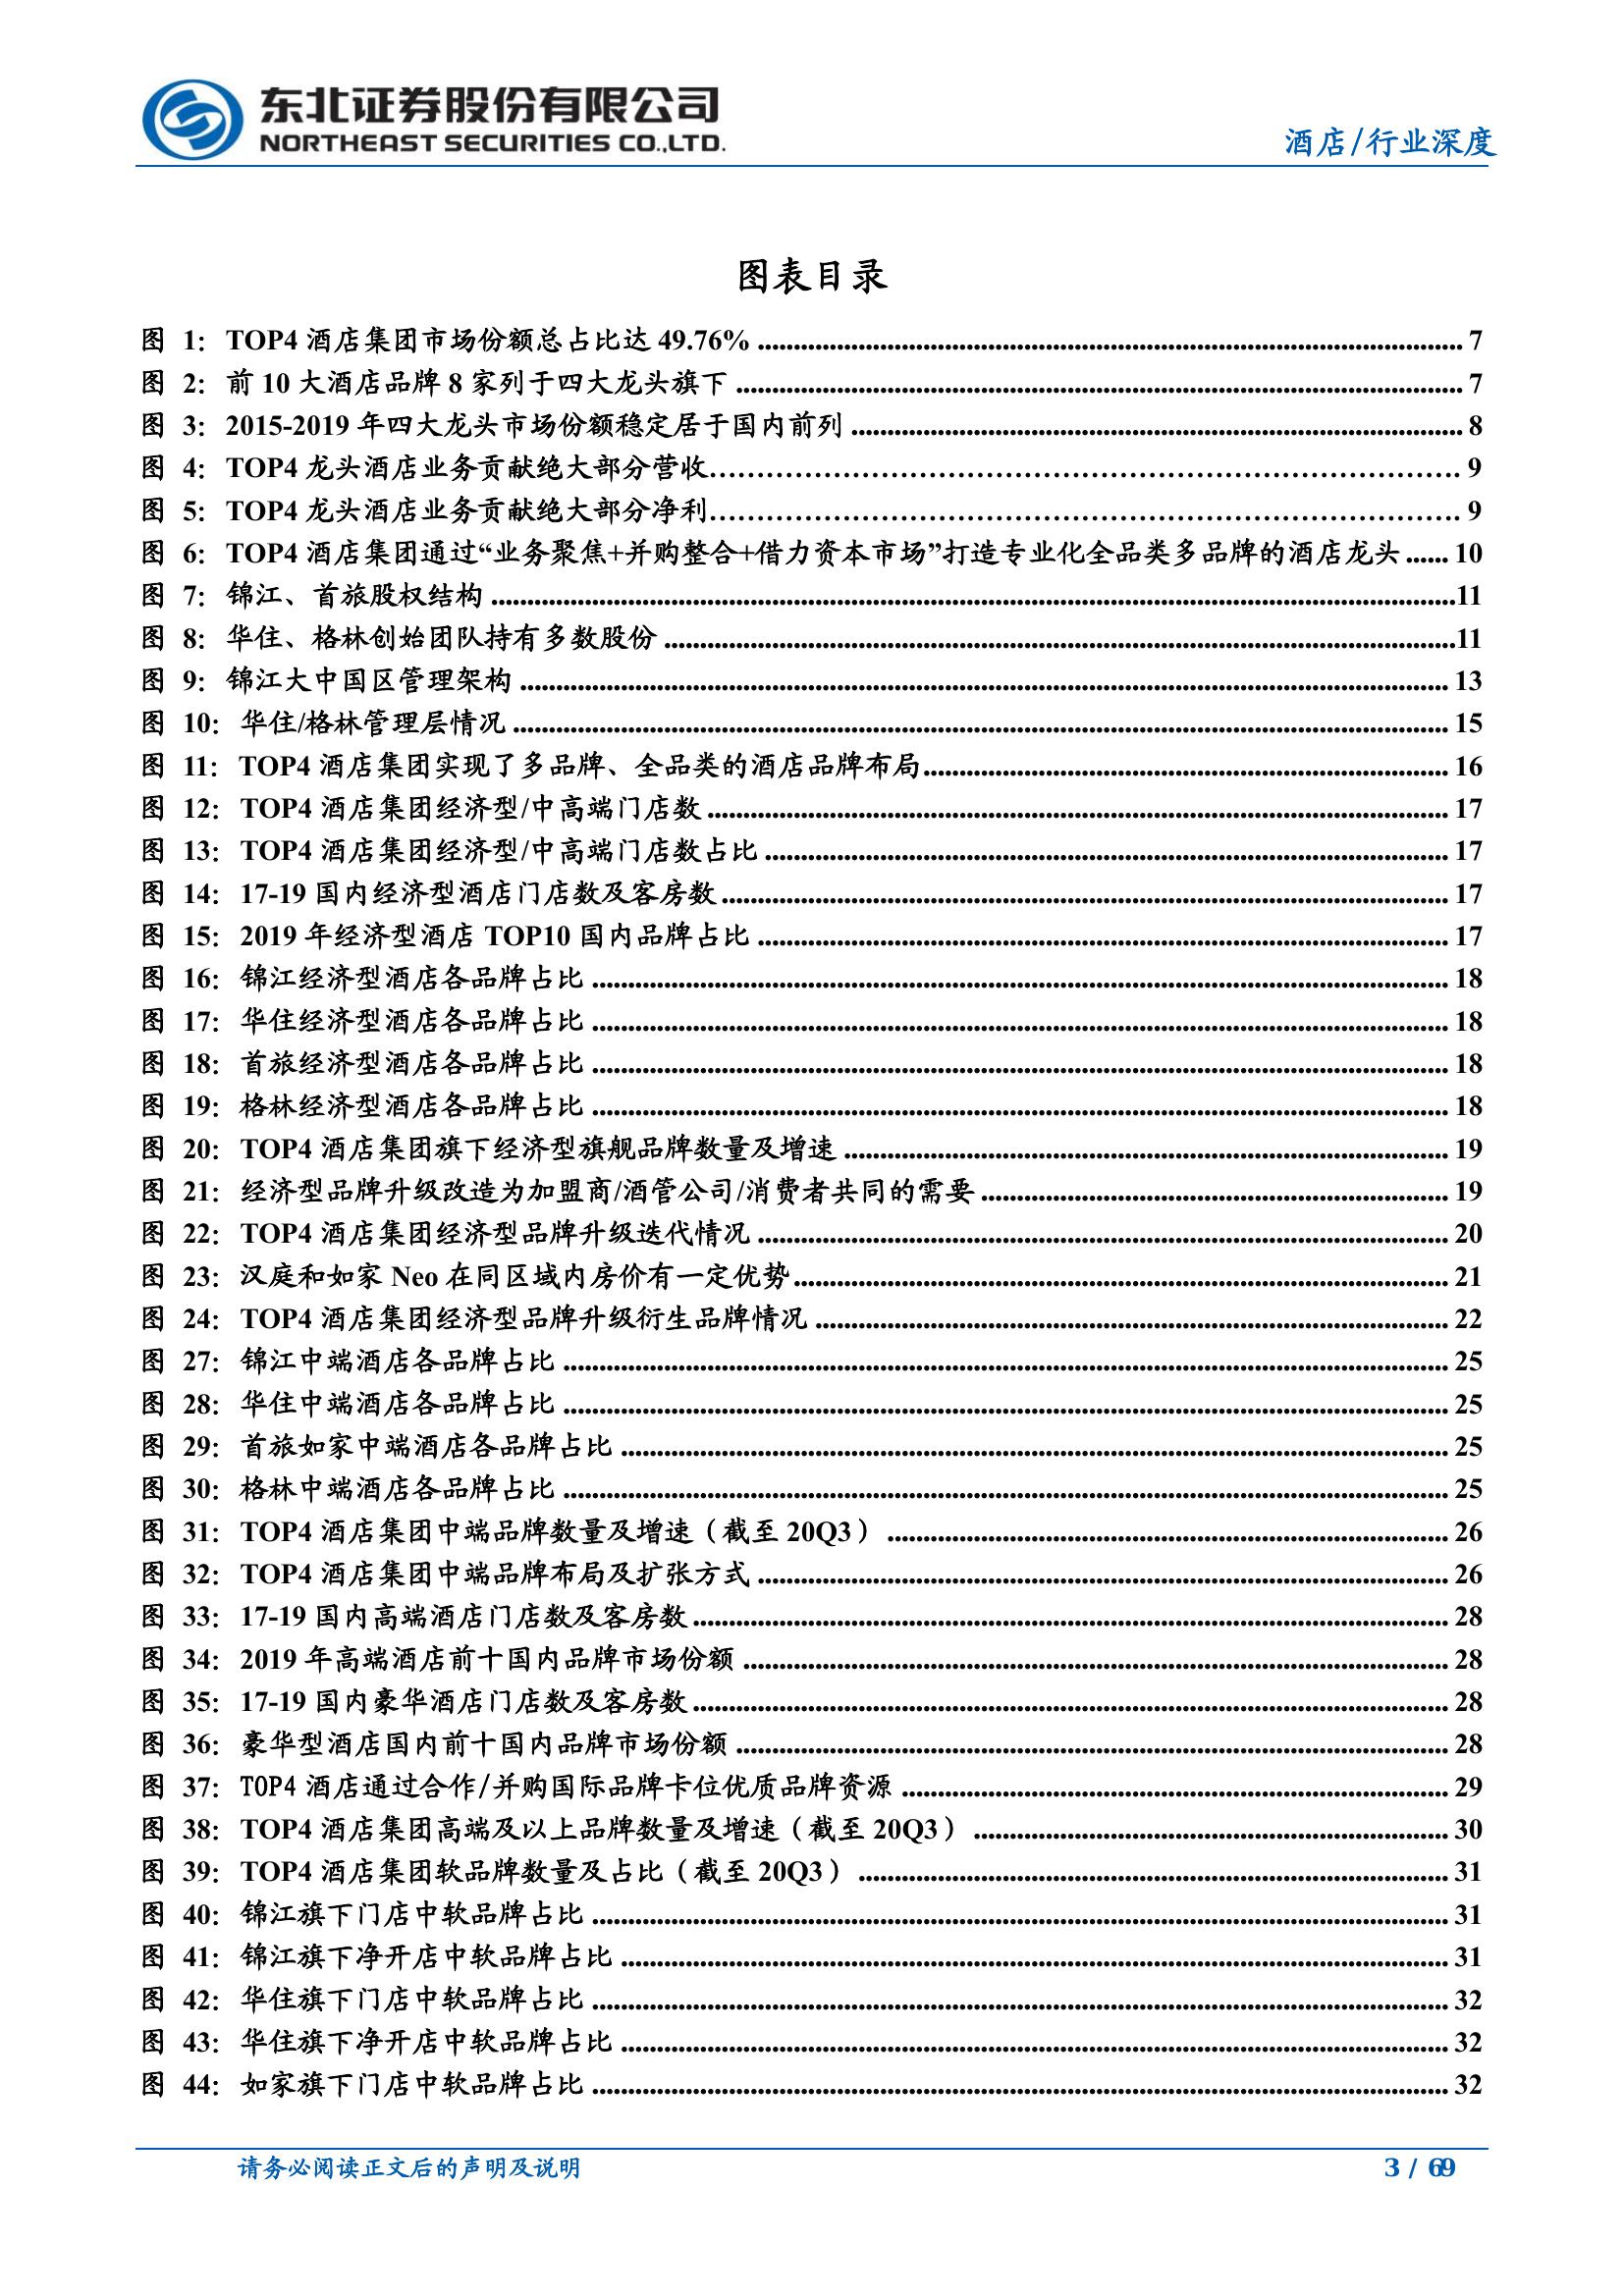 东北证券股份有限公司
NORTHEAST SECURITIES CO.,LTD.
酒店/行业深度
图表目录
图 1: TOP4 酒店集团市场份额总占比达 49.76% ........ 7
图 2: 前 10 大酒店品牌 8 家列于四大龙头旗下 ........ 7
图 3: 2015-2019 年四大龙头市场份额稳定居于国内前列 ........ 8
图 4: TOP4 龙头酒店业务贡献绝大部分营收........ 9
图 5: TOP4 龙头酒店业务贡献绝大部分净利........ 9
图 6: TOP4 酒店集团通过“业务聚焦+并购整合+借力资本市场”打造专业化全品类多品牌的酒店龙头 ...... 10
图 7: 锦江、首旅股权结构 ........ 11
图 8: 华住、格林创始团队持有多数股份 ........ 11
图 9: 锦江大中国区管理架构 ........ 13
图 10: 华住/格林管理层情况 ........ 15
图 11: TOP4 酒店集团实现了多品牌、全品类的酒店品牌布局........ 16
图 12: TOP4 酒店集团经济型/中高端门店数 ........ 17
图 13: TOP4 酒店集团经济型/中高端门店数占比 ........ 17
图 14: 17-19 国内经济型酒店门店数及客房数 ........ 17
图 15: 2019 年经济型酒店 TOP10 国内品牌占比 ........ 17
图 16: 锦江经济型酒店各品牌占比 ........ 18
图 17: 华住经济型酒店各品牌占比 ........ 18
图 18: 首旅经济型酒店各品牌占比 ........ 18
图 19: 格林经济型酒店各品牌占比 ........ 18
图 20: TOP4 酒店集团旗下经济型旗舰品牌数量及增速 ........ 19
图 21: 经济型品牌升级改造为加盟商/酒管公司/消费者共同的需要 ........ 19
图 22: TOP4 酒店集团经济型品牌升级迭代情况 ........ 20
图 23: 汉庭和如家 Neo 在同区域内房价有一定优势 ........ 21
图 24: TOP4 酒店集团经济型品牌升级衍生品牌情况 ........ 22
图 27: 锦江中端酒店各品牌占比 ........ 25
图 28: 华住中端酒店各品牌占比 ........ 25
图 29: 首旅如家中端酒店各品牌占比 ........ 25
图 30: 格林中端酒店各品牌占比 ........ 25
图 31: TOP4 酒店集团中端品牌数量及增速（截至 20Q3） ........ 26
图 32: TOP4 酒店集团中端品牌布局及扩张方式 ........ 26
图 33: 17-19 国内高端酒店门店数及客房数 ........ 28
图 34: 2019 年高端酒店前十国内品牌市场份额 ........ 28
图 35: 17-19 国内豪华酒店门店数及客房数 ........ 28
图 36: 豪华型酒店国内前十国内品牌市场份额 ........ 28
图 37: TOP4 酒店通过合作/并购国际品牌卡位优质品牌资源 ........ 29
图 38: TOP4 酒店集团高端及以上品牌数量及增速（截至 20Q3） ........ 30
图 39: TOP4 酒店集团软品牌数量及占比（截至 20Q3） ........ 31
图 40: 锦江旗下门店中软品牌占比 ........ 31
图 41: 锦江旗下净开店中软品牌占比 ........ 31
图 42: 华住旗下门店中软品牌占比 ........ 32
图 43: 华住旗下净开店中软品牌占比 ........ 32
图 44: 如家旗下门店中软品牌占比 ........ 32
请务必阅读正文后的声明及说明
3 / 69